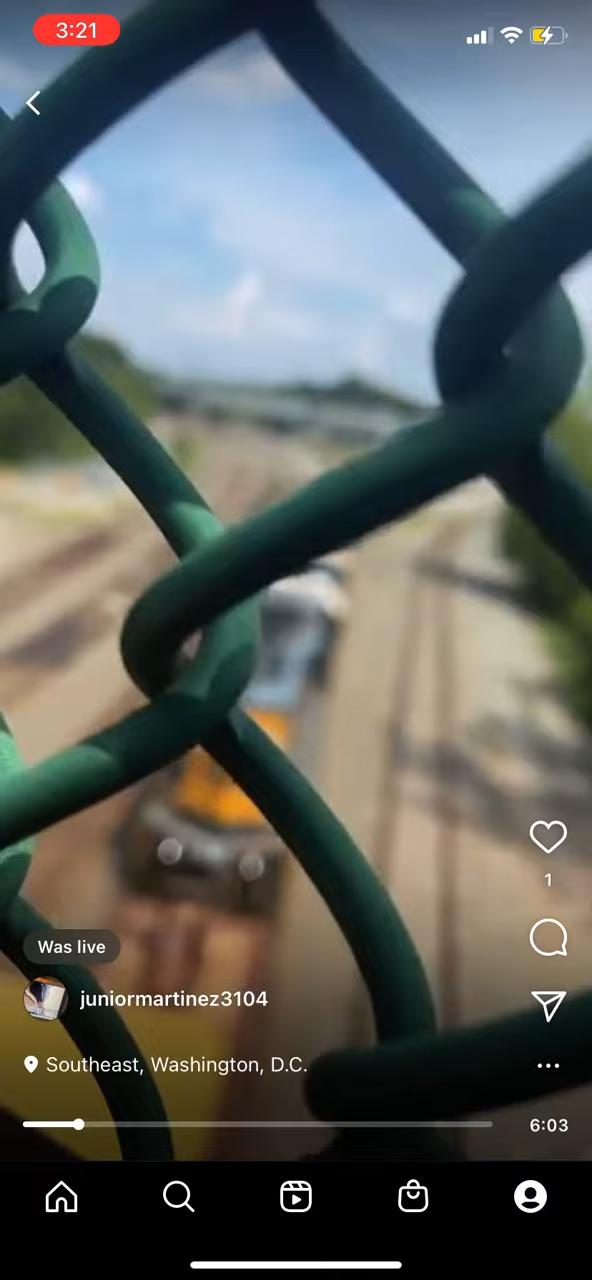 3:21
1
Was live
juniormartinez3104
Southeast, Washington, D.C.
6:03